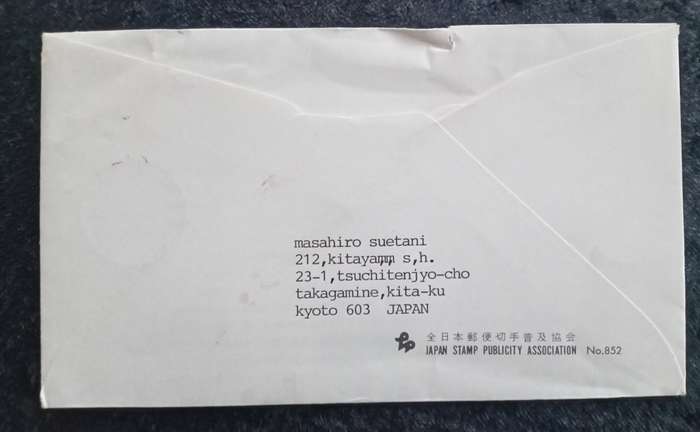 masahiro suetani
212,kitayama s,h.
23-1,tsuchitenjyo-cho
takagamine,kita-ku
kyoto 603 JAPAN
全日本郵便切手普及協会
JAPAN STAMP PUBLICITY ASSOCIATION No.852